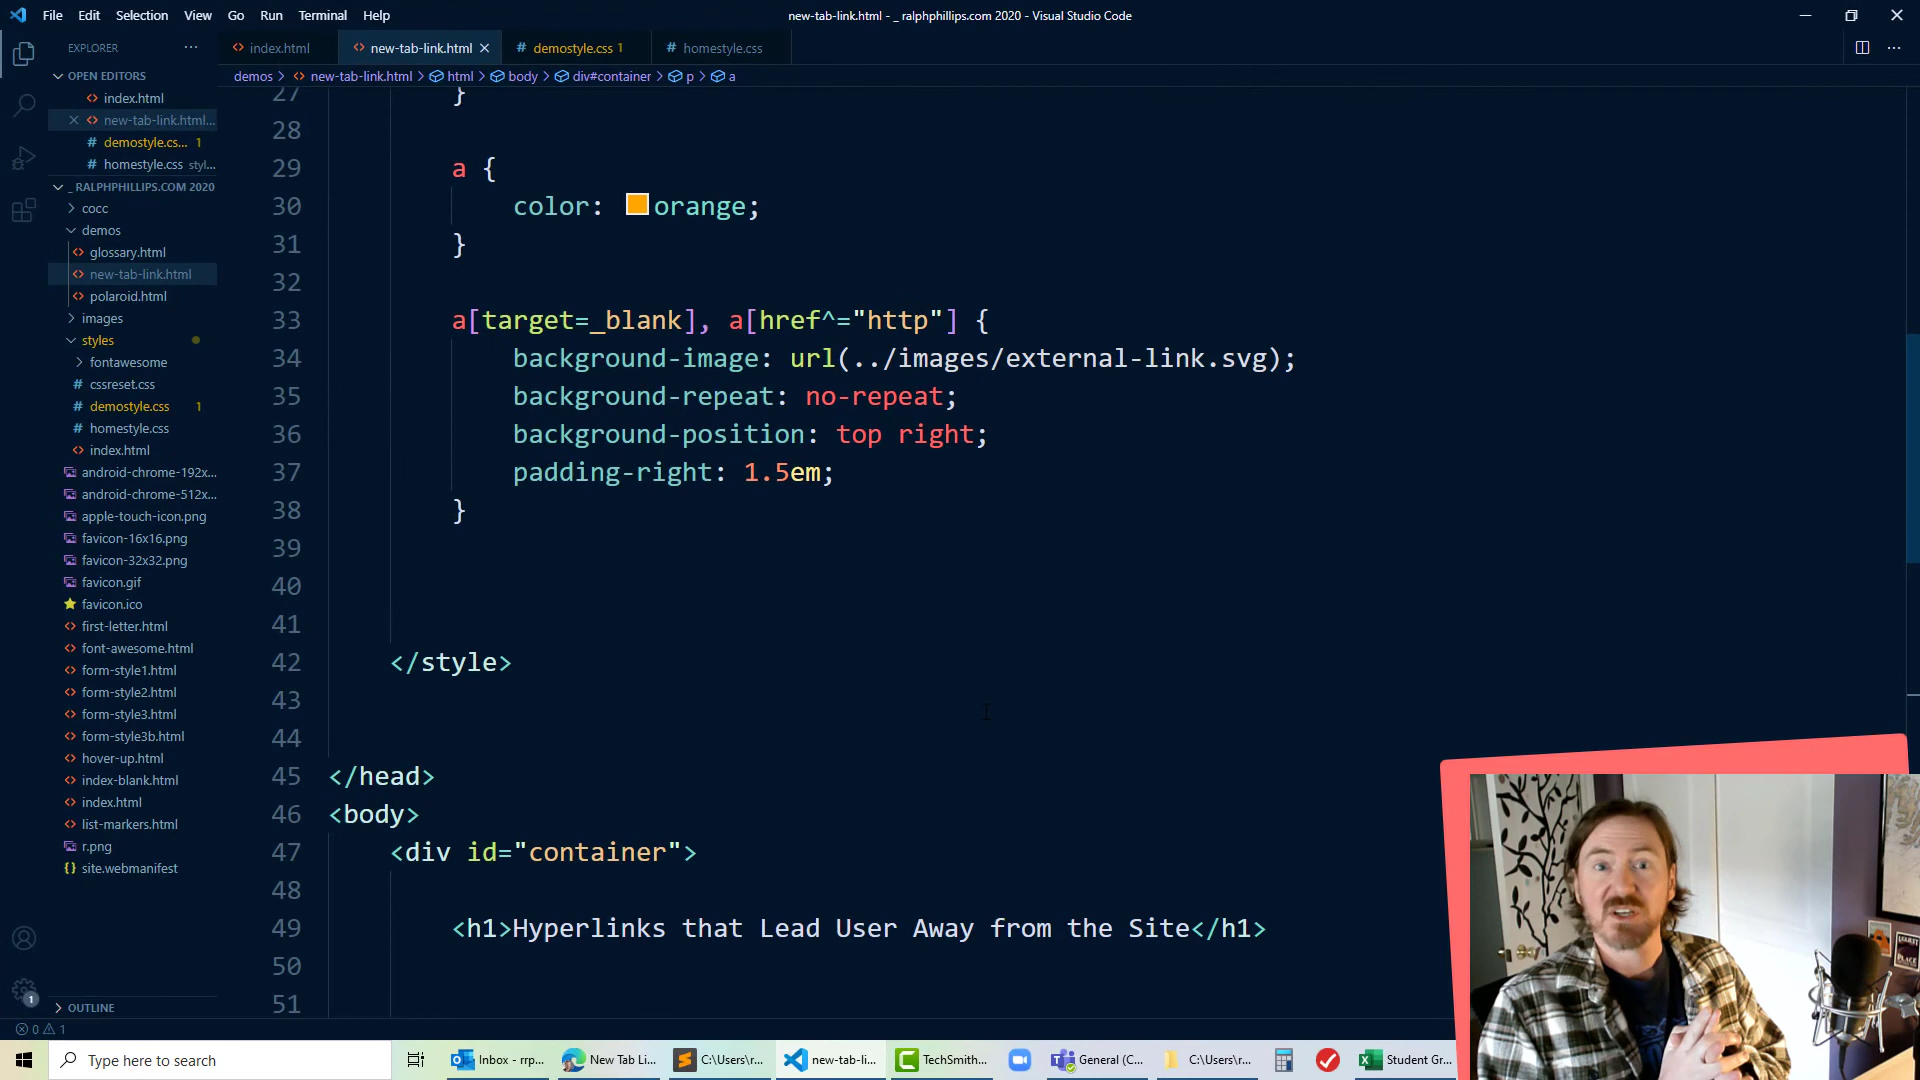 File Edit Selection View Go Run Terminal Help
new-tab-link.html - _ ralphphillips.com 2020 - Visual Studio Code
EXPLORER
index.html
new-tab-link.html
demostyle.css 1
homestyle.css
demos > new-tab-link.html > html > body > div#container > p > a
OPEN EDITORS
index.html
new-tab-link.html...
demostyle.cs... 1
homestyle.css styl...
_ RALPHPHILLIPS.COM 2020
cocc
demos
glossary.html
new-tab-link.html
polaroid.html
images
styles
fontawesome
cssreset.css
demostyle.css 1
homestyle.css
index.html
android-chrome-192x...
android-chrome-512x...
apple-touch-icon.png
favicon-16x16.png
favicon-32x32.png
favicon.gif
favicon.ico
first-letter.html
font-awesome.html
form-style1.html
form-style2.html
form-style3.html
form-style3b.html
hover-up.html
index-blank.html
index.html
list-markers.html
r.png
site.webmanifest
OUTLINE
1
0 1
27 }
28
29 a {
30 color: orange;
31 }
32
33 a[target=_blank], a[href^="http"] {
34 background-image: url(../images/external-link.svg);
35 background-repeat: no-repeat;
36 background-position: top right;
37 padding-right: 1.5em;
38 }
39
40
41
42 </style>
43
44
45 </head>
46 <body>
47 <div id="container">
48
49 <h1>Hyperlinks that Lead User Away from the Site</h1>
50
51
Type here to search
Inbox - rrp...
New Tab Li...
C:\Users\r...
new-tab-li...
TechSmith...
General (C...
C:\Users\r...
Student Gr...